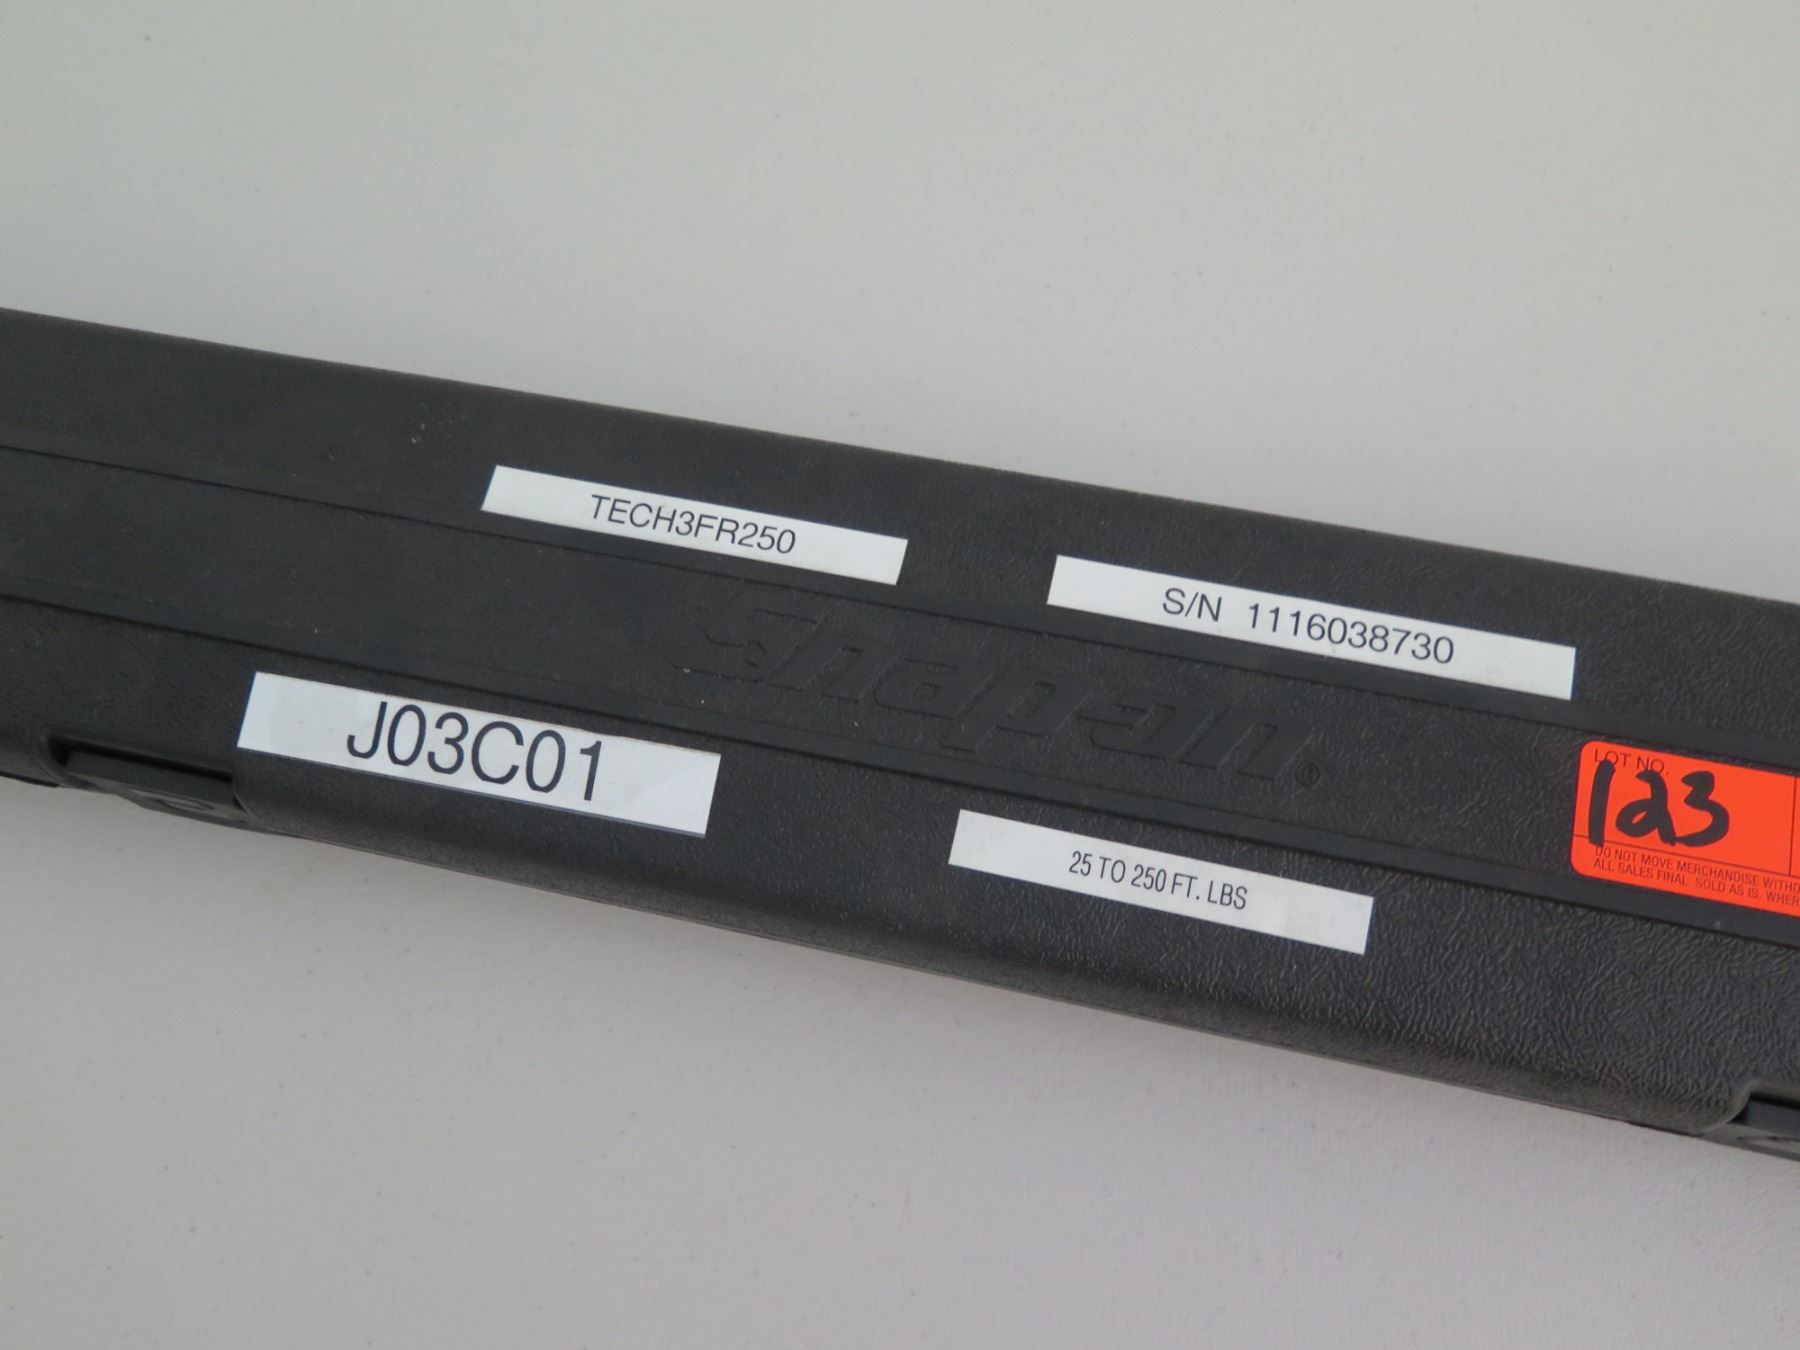 TECH3FR250
S/N 1116038730
Snap-on®
J03C01
25 TO 250 FT. LBS
LOT NO.
123
DO NOT MOVE MERCHANDISE
ALL SALES FINAL. SOLD AS IS.